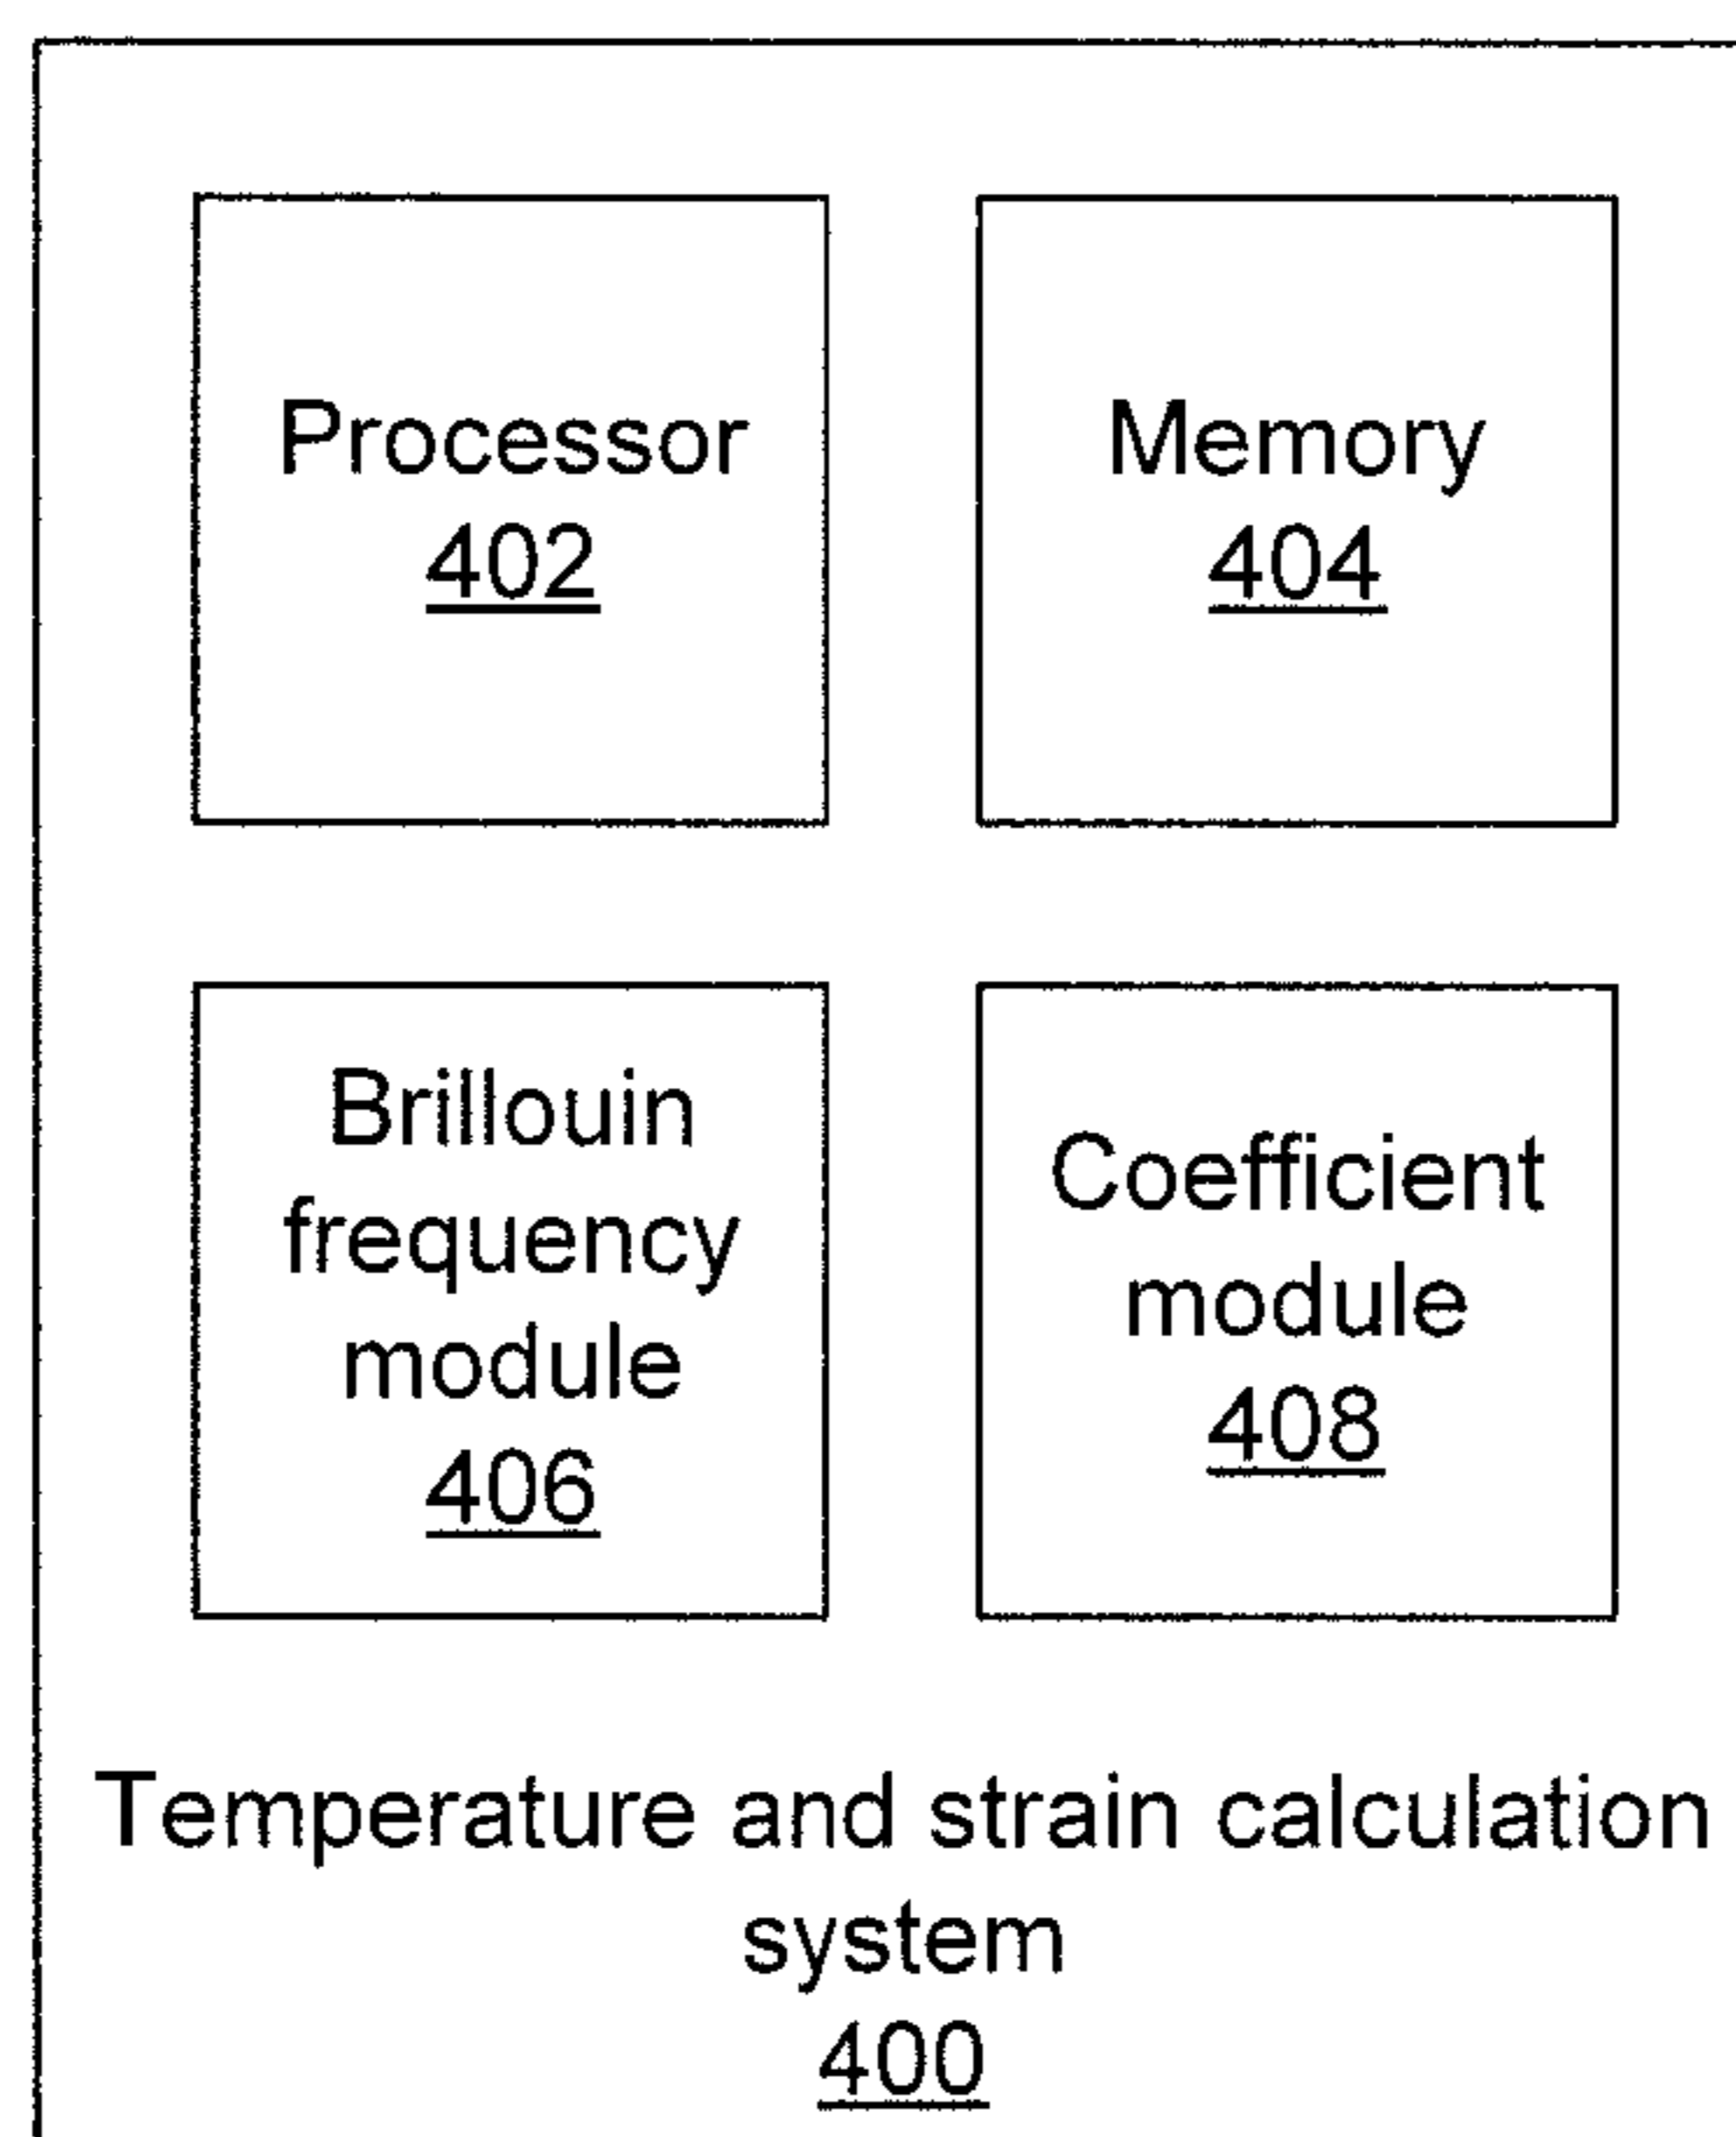 Processor
402
Memory
404
Brillouin
frequency
module
406
Coefficient
module
408
Temperature and strain calculation
system
400